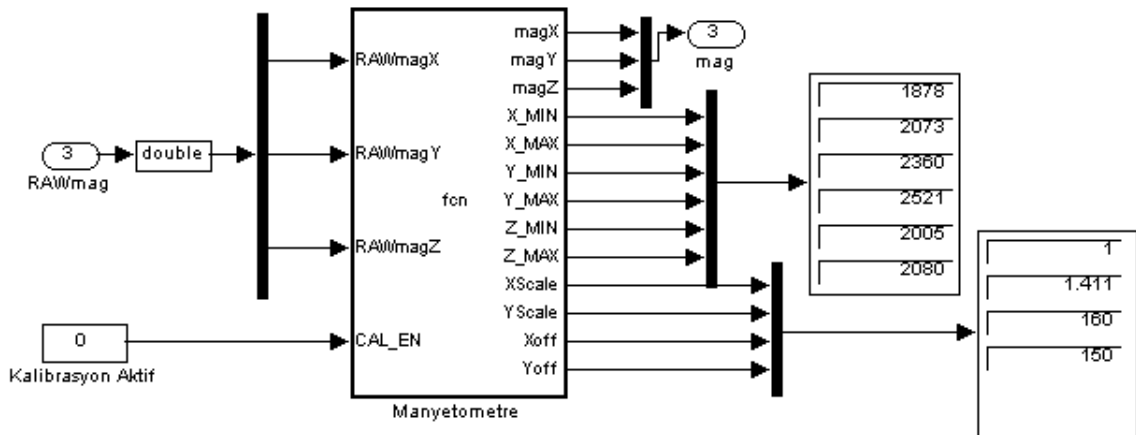 3
RAWmag
double
0
Kalibrasyon Aktif
RAWmagX
RAWmagY
RAWmagZ
CAL_EN
fcn
magX
magY
magZ
X_MIN
X_MAX
Y_MIN
Y_MAX
Z_MIN
Z_MAX
XScale
YScale
Xoff
Yoff
Manyetometre
3
mag
1878
2073
2360
2521
2005
2080
1
1.411
160
150